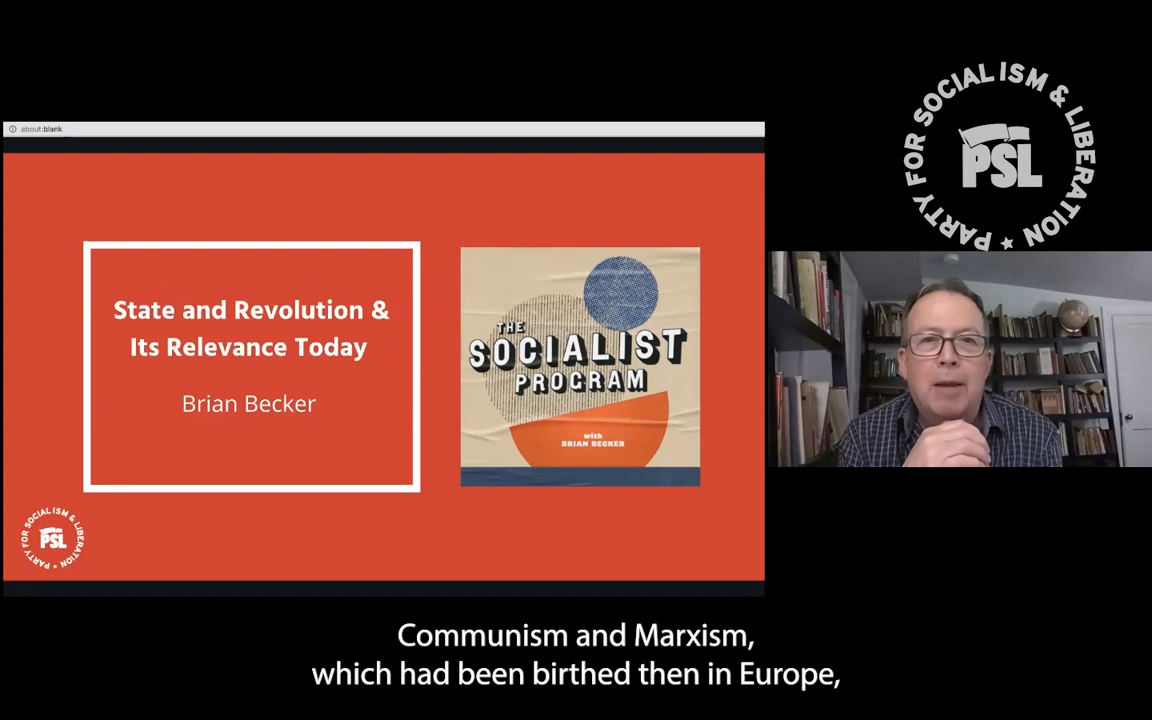 about:blank
PARTY FOR SOCIALISM & LIBERATION
PSL
State and Revolution &
Its Relevance Today
Brian Becker
THE
SOCIALIST
PROGRAM
with
BRIAN BECKER
PARTY FOR SOCIALISM & LIBERATION
PSL
Communism and Marxism,
which had been birthed then in Europe,